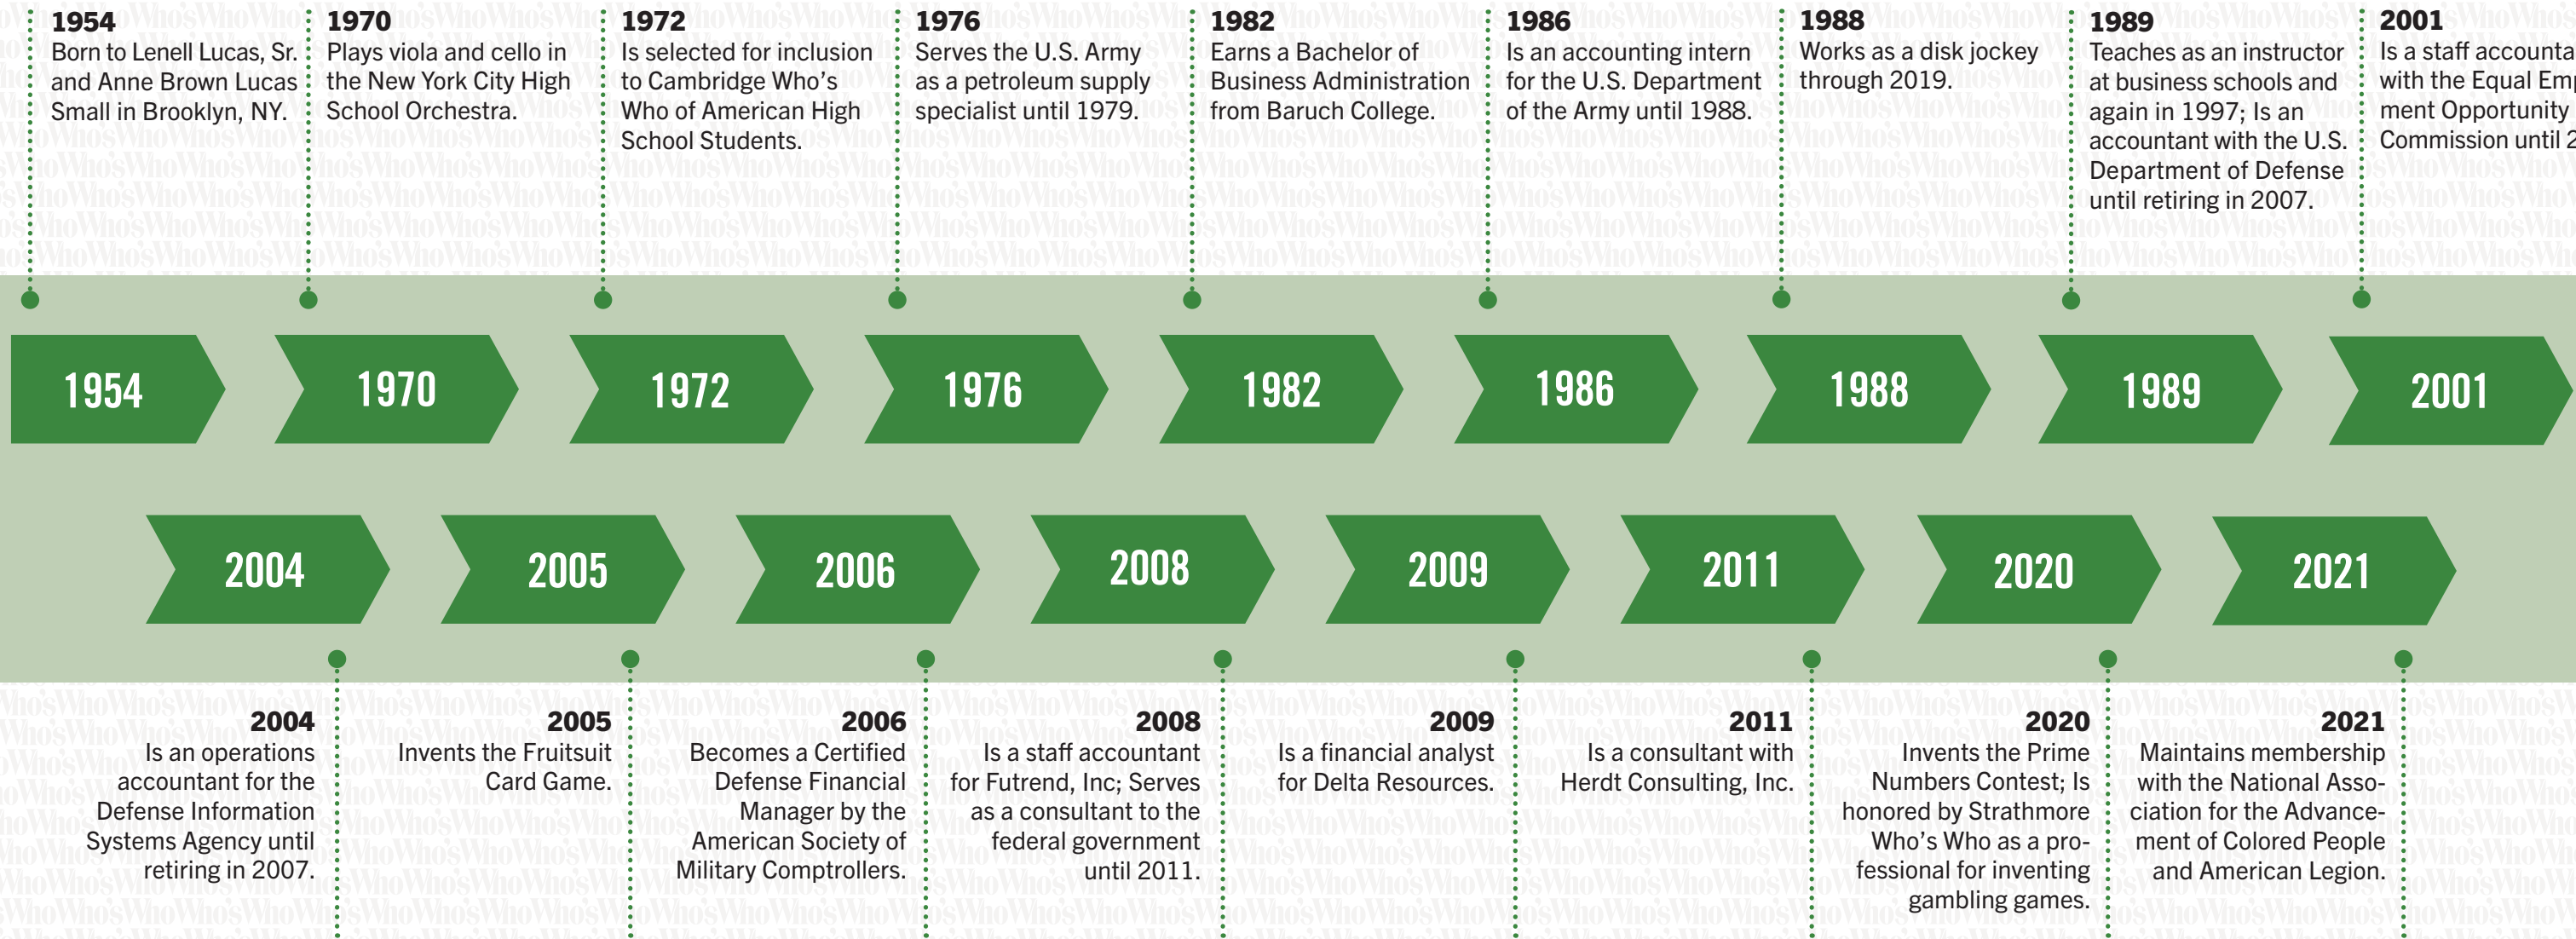 1954
Born to Lenell Lucas, Sr.
and Anne Brown Lucas
Small in Brooklyn, NY.
1970
Plays viola and cello in
the New York City High
School Orchestra.
1972
Is selected for inclusion
to Cambridge Who's
Who of American High
School Students.
1976
Serves the U.S. Army
as a petroleum supply
specialist until 1979.
1982
Earns a Bachelor of
Business Administration
from Baruch College.
1986
Is an accounting intern
for the U.S. Department
of the Army until 1988.
1988
Works as a disk jockey
through 2019.
1989
Teaches as an instructor
at business schools and
again in 1997; Is an
accountant with the U.S.
Department of Defense
until retiring in 2007.
2001
Is a staff
with the Equal
ment Opportunity
Commission until
1954
1970
1972
1976
1982
1986
1988
1989
2001
2004
2005
2006
2008
2009
2011
2020
2021
2004
Is an operations
accountant for the
Defense Information
Systems Agency until
retiring in 2007.
2005
Invents the Fruitsuit
Card Game.
2006
Becomes a Certified
Defense Financial
Manager by the
American Society of
Military Comptrollers.
2008
Is a staff accountant
for Futrend, Inc; Serves
as a consultant to the
federal government
until 2011.
2009
Is a financial analyst
for Delta Resources.
2011
Is a consultant with
Herdt Consulting, Inc.
2020
Invents the Prime
Numbers Contest; Is
honored by Strathmore
Who's Who as a pro-
fessional for inventing
gambling games.
2021
Maintains membership
with the National Asso-
ciation for the Advance-
ment of Colored People
and American Legion.